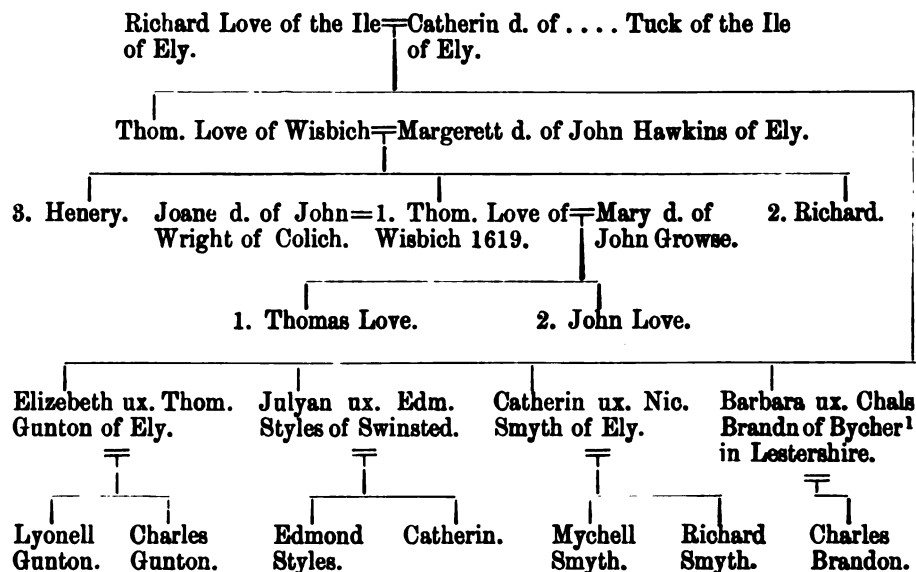 Richard Love of the Ile=Catherin d. of . . . . Tuck of the Ile
of Ely. of Ely.
Thom. Love of Wisbich=Margerett d. of John Hawkins of Ely.
3. Henery. Joane d. of John=1. Thom. Love of=Mary d. of 2. Richard.
Wright of Colich. Wisbich 1619. John Growse.
1. Thomas Love. 2. John Love.
Elizebeth ux. Thom. Julyan ux. Edm. Catherin ux. Nic. Barbara ux. Chals
Gunton of Ely. Styles of Swinsted. Smyth of Ely. Brandn of Bycher¹
in Lestershire.
Lyonell Charles Edmond Catherin. Mychell Richard Charles
Gunton. Gunton. Styles. Smyth. Smyth. Brandon.